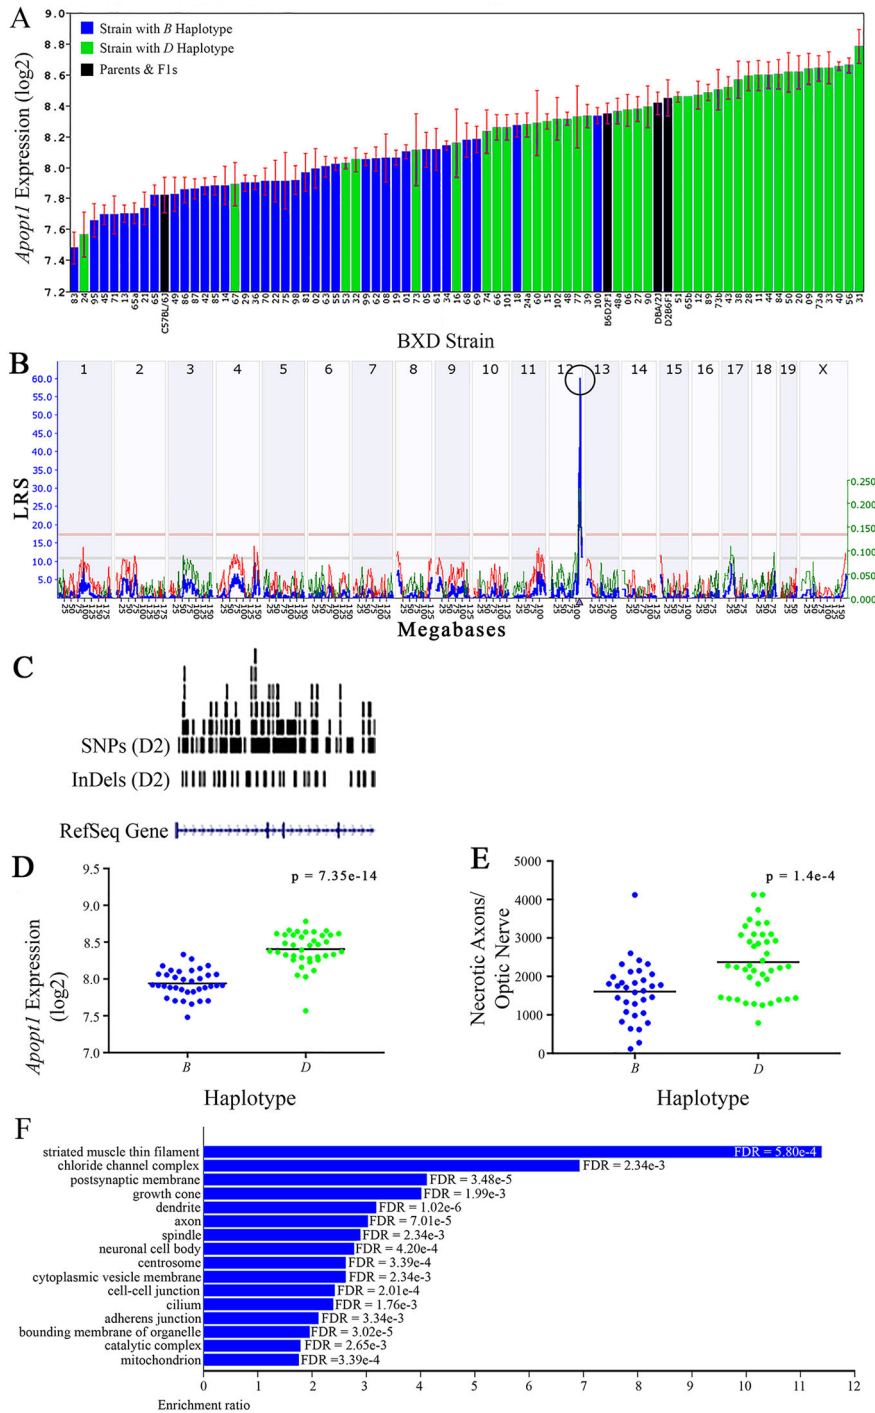 A
9.0
8.8
8.6
8.4
8.2
8.0
7.8
7.6
7.4
7.2
Apopt1 Expression (log2)
Strain with B Haplotype
Strain with D Haplotype
Parents & F1s
83 24 95 45 71 13 65a 21 65 C57BL/6J 49 86 87 42 85 14 67 29 36 70 22 75 98 81 02 63 55 53 32 99 62 08 19 01 73 05 61 34 16 68 69 74 66 101 18 24a 60 15 102 48 77 39 100 B6D2F1 48a 06 27 90 DBA/2J D2B6F1 51 65b 12 89 73b 43 38 28 11 44 84 50 20 09 73a 33 40 56 31
BXD Strain
B
1 2 3 4 5 6 7 8 9 10 11 12 13 14 15 16 17 18 19 X
60.0
55.0
50.0
45.0
40.0
35.0
30.0
25.0
20.0
15.0
10.0
5.0
LRS
0.250
0.200
0.150
0.100
0.050
0.000
Megabases
C
SNPs (D2)
InDels (D2)
RefSeq Gene
D
p = 7.35e-14
9.5
9.0
8.5
8.0
7.5
7.0
Apopt1 Expression
(log2)
B D
Haplotype
E
p = 1.4e-4
5000
4000
3000
2000
1000
0
Necrotic Axons/
Optic Nerve
B D
Haplotype
F
striated muscle thin filament FDR = 5.80e-4
chloride channel complex FDR = 2.34e-3
postsynaptic membrane FDR = 3.48e-5
growth cone FDR = 1.99e-3
dendrite FDR = 1.02e-6
axon FDR = 7.01e-5
spindle FDR = 2.34e-3
neuronal cell body FDR = 4.20e-4
centrosome FDR = 3.39e-4
cytoplasmic vesicle membrane FDR = 2.34e-3
cell-cell junction FDR = 2.01e-4
cilium FDR = 1.76e-3
adherens junction FDR = 3.34e-3
bounding membrane of organelle FDR = 3.02e-5
catalytic complex FDR = 2.65e-3
mitochondrion FDR =3.39e-4
0 1 2 3 4 5 6 7 8 9 10 11 12
Enrichment ratio